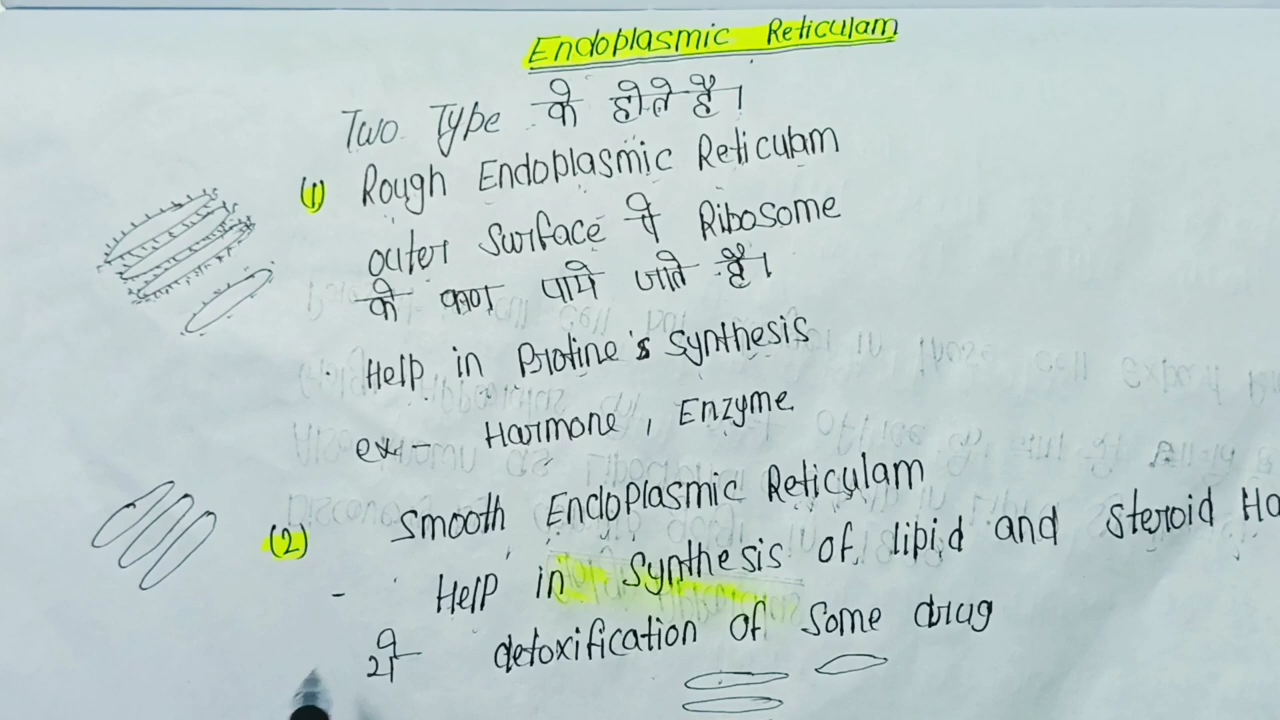 Endoplasmic Reticulam
Two Type के होते है।
(1) Rough Endoplasmic Reticulam
outer surface पे Ribosome
के कण पाये जाते है।
Help in Protine's synthesis
ex- Harmone, Enzyme
(2) Smooth Endoplasmic Reticulam
- Help in Synthesis of lipid and steroid Ho
detoxification of some drug